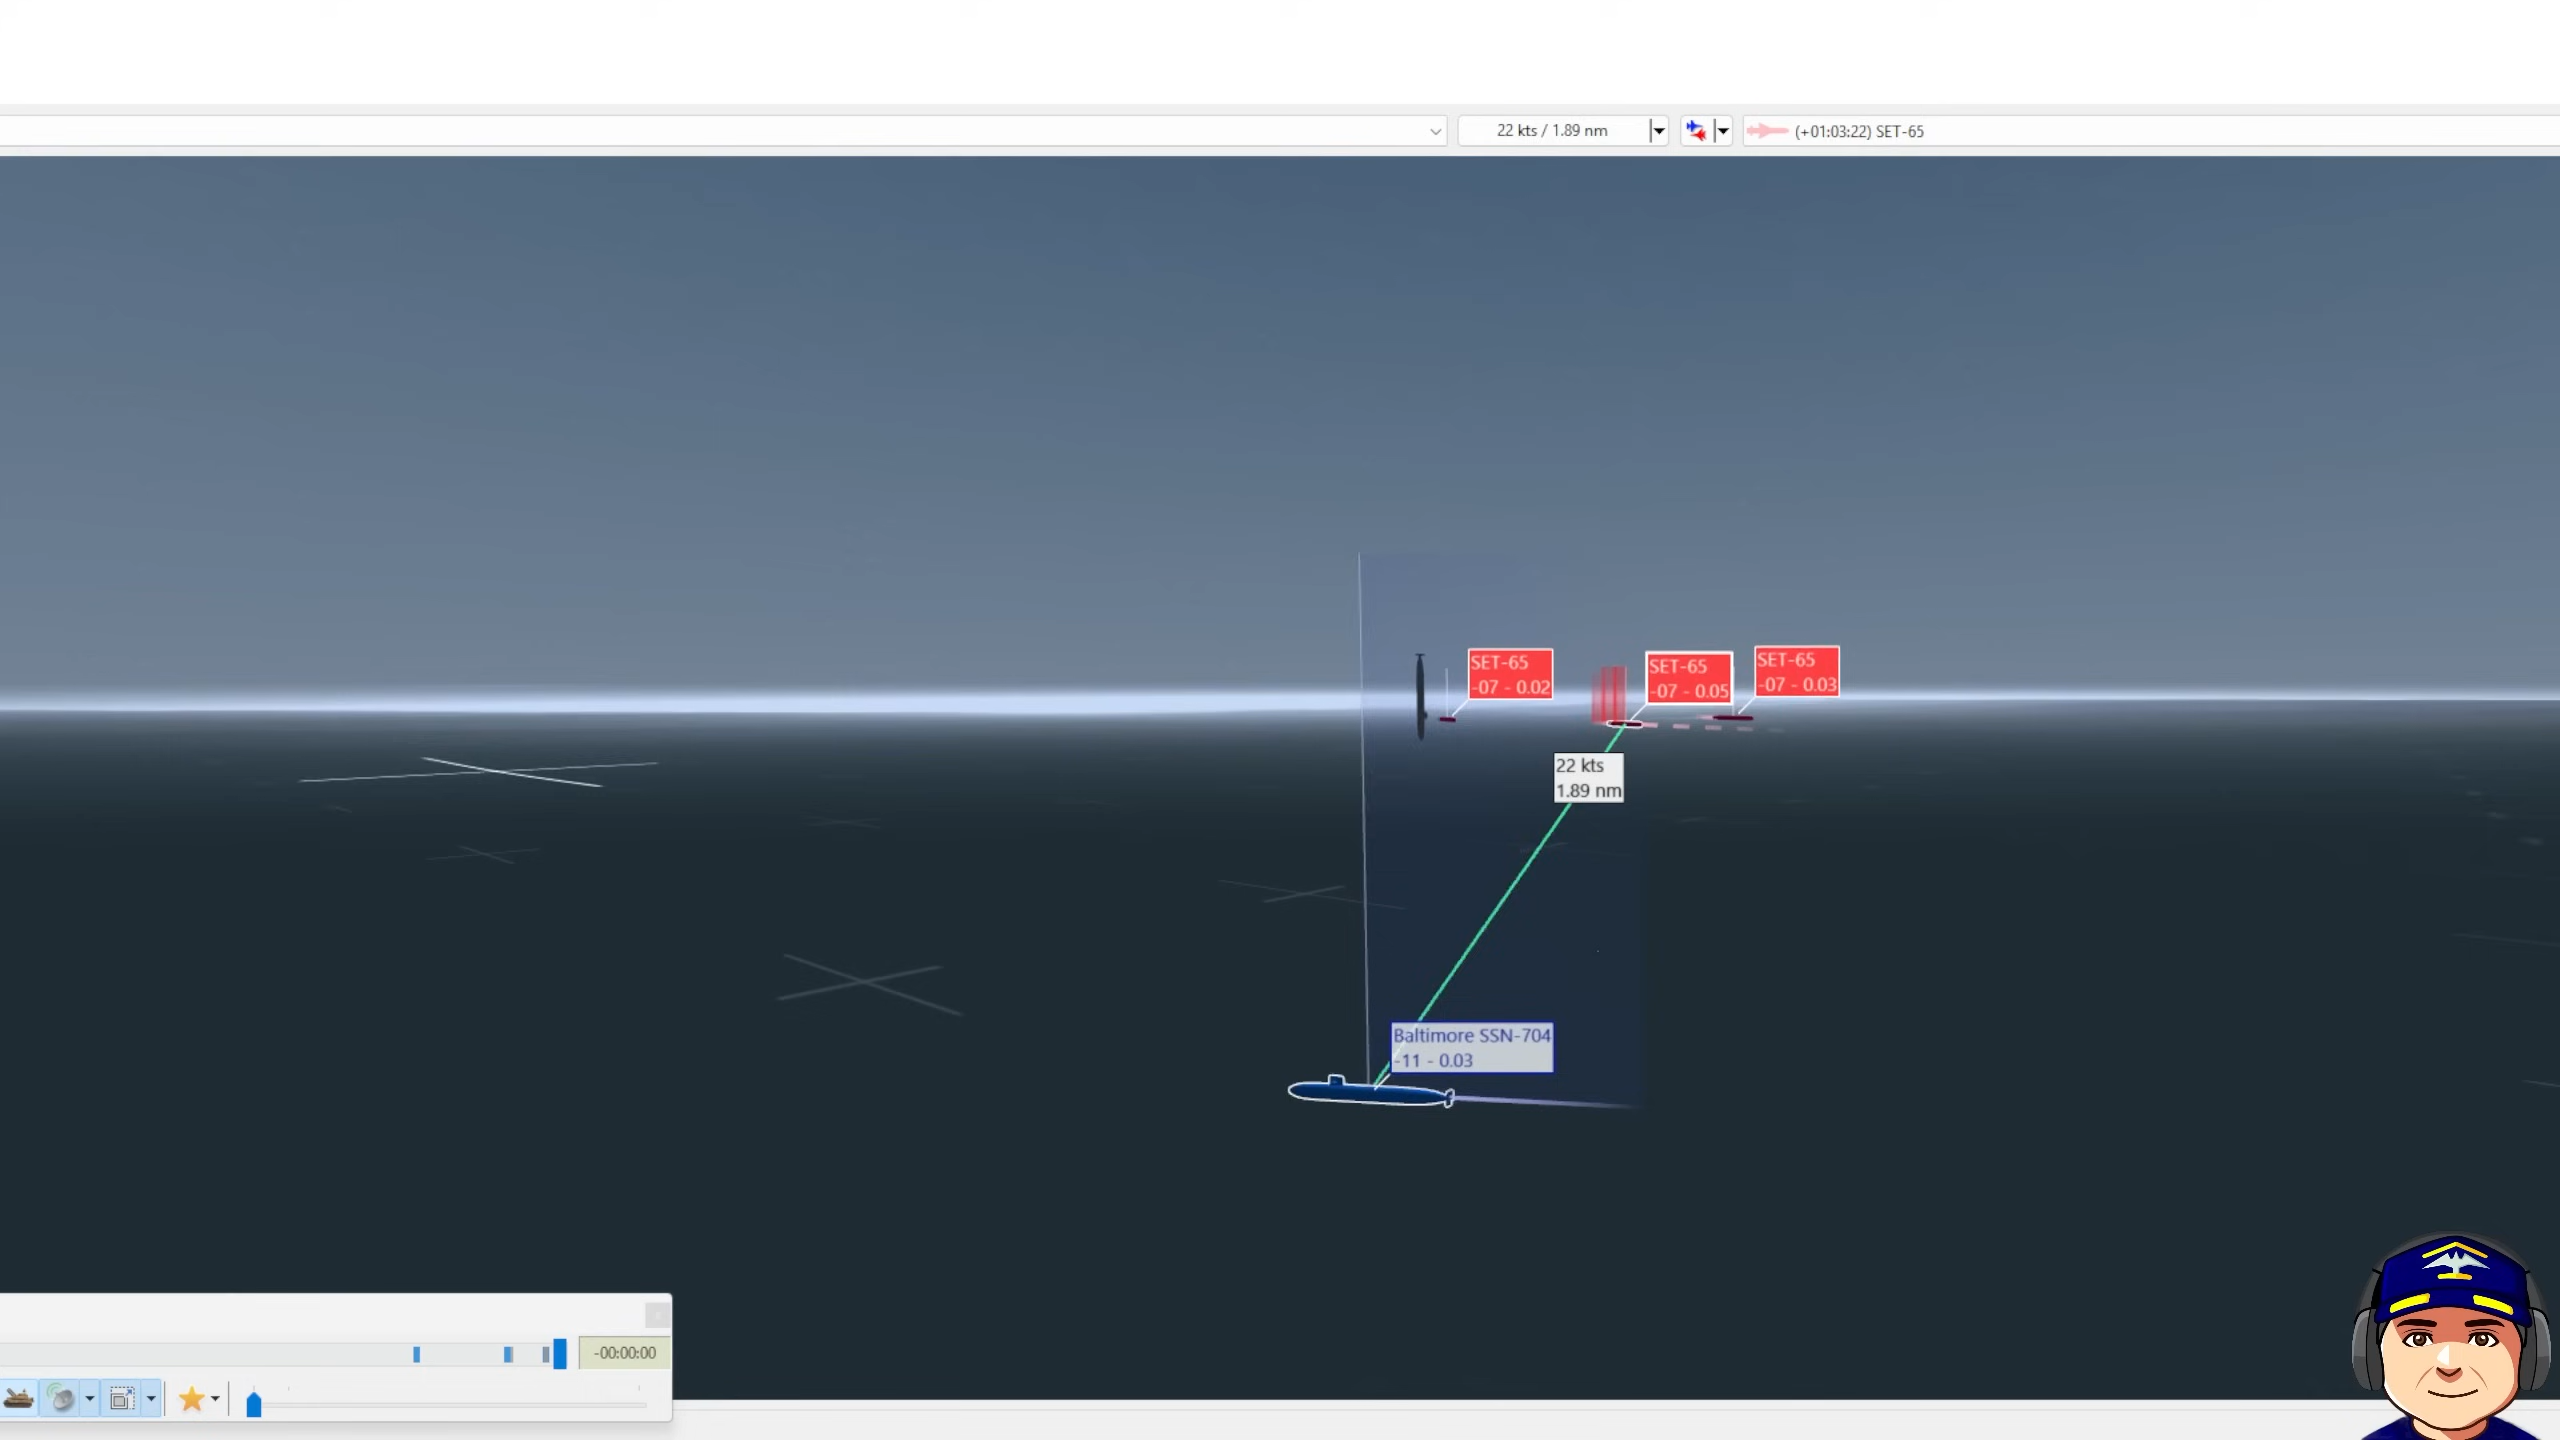 22 kts / 1.89 nm
(+01:03:22) SET-65
SET-65
-07 - 0.02
SET-65
-07 - 0.05
SET-65
-07 - 0.03
22 kts
1.89 nm
Baltimore SSN-704
-11 - 0.03
-00:00:00